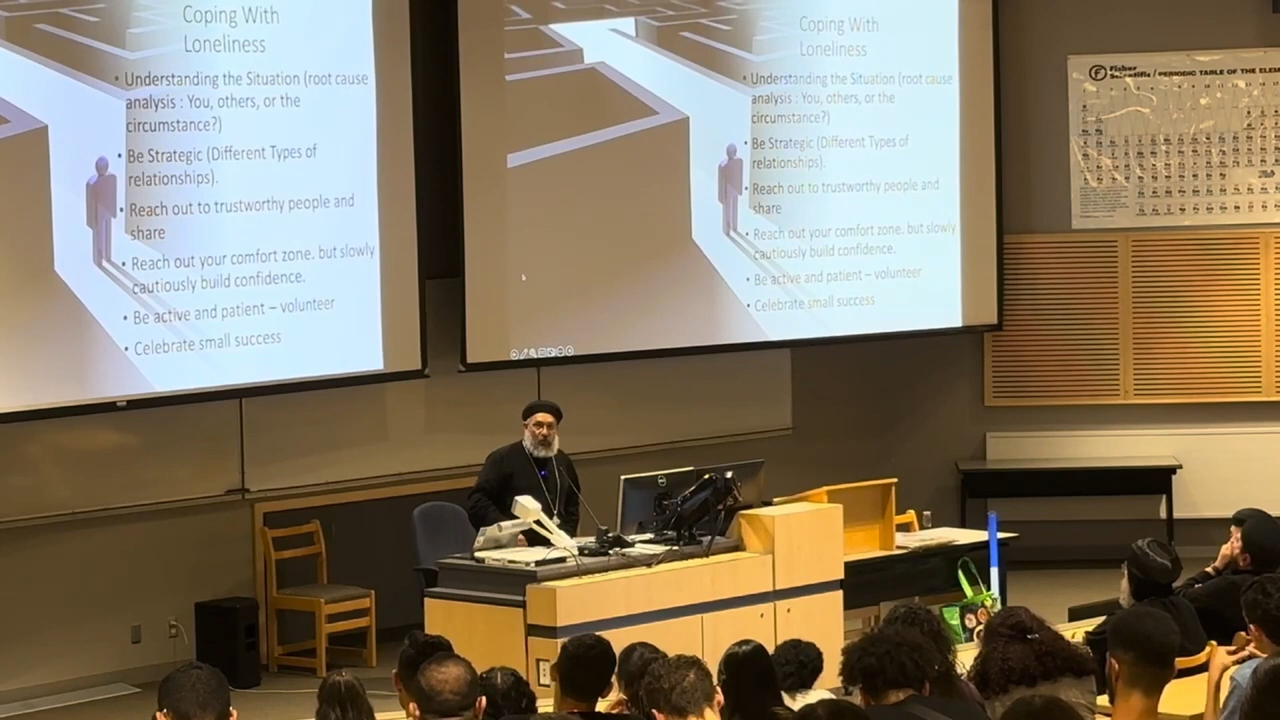 Coping With
Loneliness
• Understanding the Situation (root cause
analysis : You, others, or the
circumstance?)
• Be Strategic (Different Types of
relationships).
• Reach out to trustworthy people and
share
• Reach out your comfort zone. but slowly
cautiously build confidence.
• Be active and patient – volunteer
• Celebrate small success
Coping With
Loneliness
• Understanding the Situation (root cause
analysis : You, others, or the
circumstance?)
• Be Strategic (Different Types of
relationships).
• Reach out to trustworthy people and
share
• Reach out your comfort zone. but slowly
cautiously build confidence.
• Be active and patient – volunteer
• Celebrate small success
Fisher
Scientific / PERIODIC TABLE OF THE ELEM
DELL